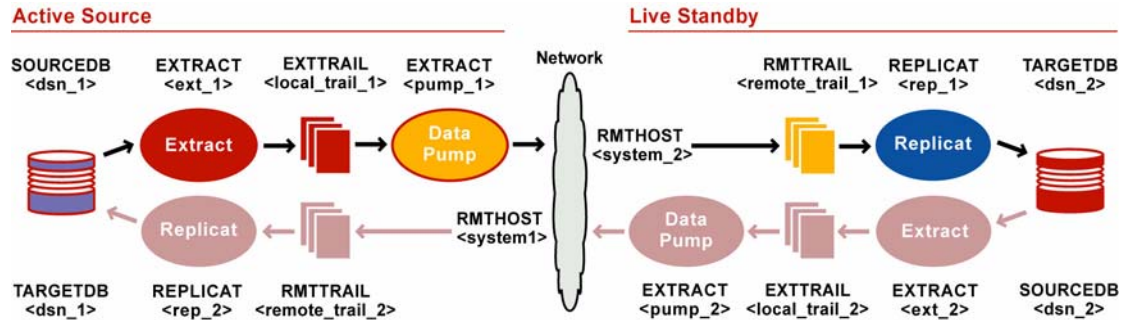 Active Source
Live Standby
SOURCEDB
<dsn_1>
EXTRACT
<ext_1>
EXTTRAIL
<local_trail_1>
EXTRACT
<pump_1>
Network
RMTTRAIL
<remote_trail_1>
REPLICAT
<rep_1>
TARGETDB
<dsn_2>
Extract
Data
Pump
RMTHOST
<system_2>
Replicat
Replicat
RMTHOST
<system1>
Data
Pump
Extract
TARGETDB
<dsn_1>
REPLICAT
<rep_2>
RMTTRAIL
<remote_trail_2>
EXTRACT
<pump_2>
EXTTRAIL
<local_trail_2>
EXTRACT
<ext_2>
SOURCEDB
<dsn_2>